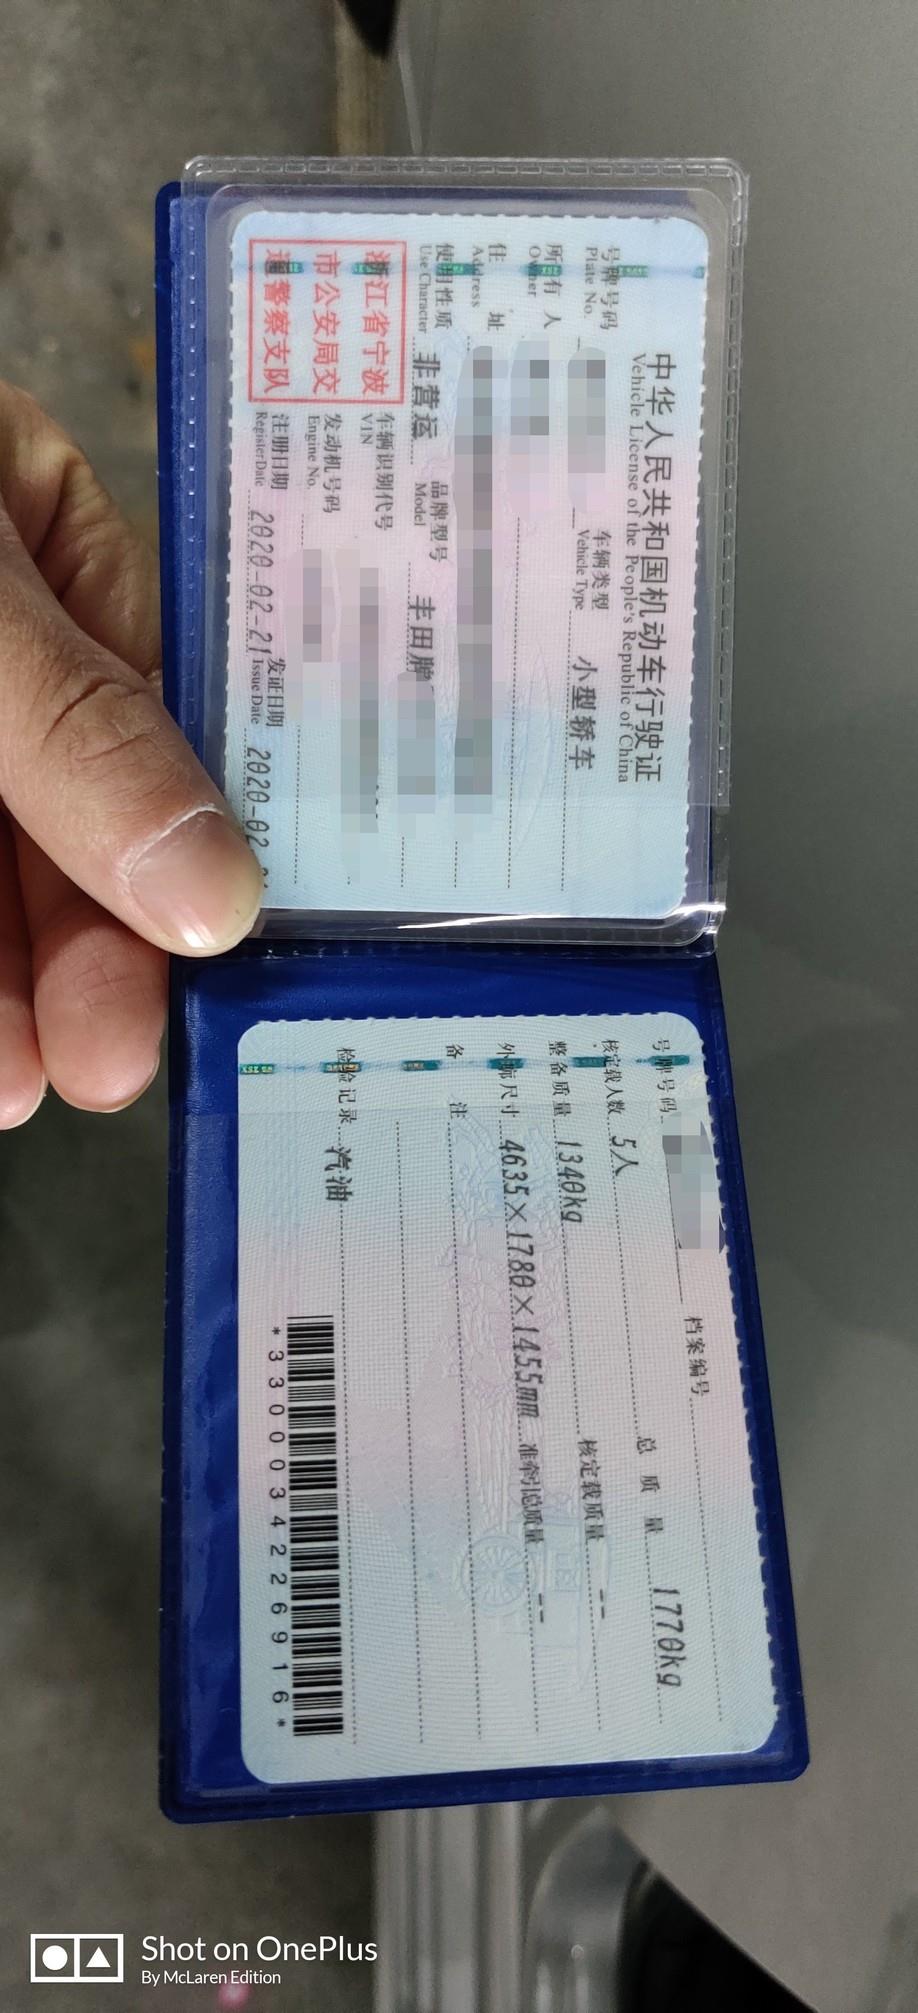 中华人民共和国机动车行驶证
Vehicle License of the People's Republic of China
号牌号码
Plate No.
车辆类型 小型轿车
Vehicle Type
所有人
Owner
住 址
Address
使用性质 非营运 品牌型号 丰田牌
Use Character Model
浙江省宁波
市公安局交
通警察支队
车辆识别代号
VIN
发动机号码
Engine No.
注册日期 2020-02-21 发证日期 2020-02-
Register Date Issue Date
号牌号码 档案编号
核定载人数 5人 总质量 1770kg
整备质量 1340kg 核定载质量 --
外廓尺寸 4635×1780×1455mm 准牵引总质量 --
备 注
检验记录 汽油
*3300034226916*
Shot on OnePlus
By McLaren Edition